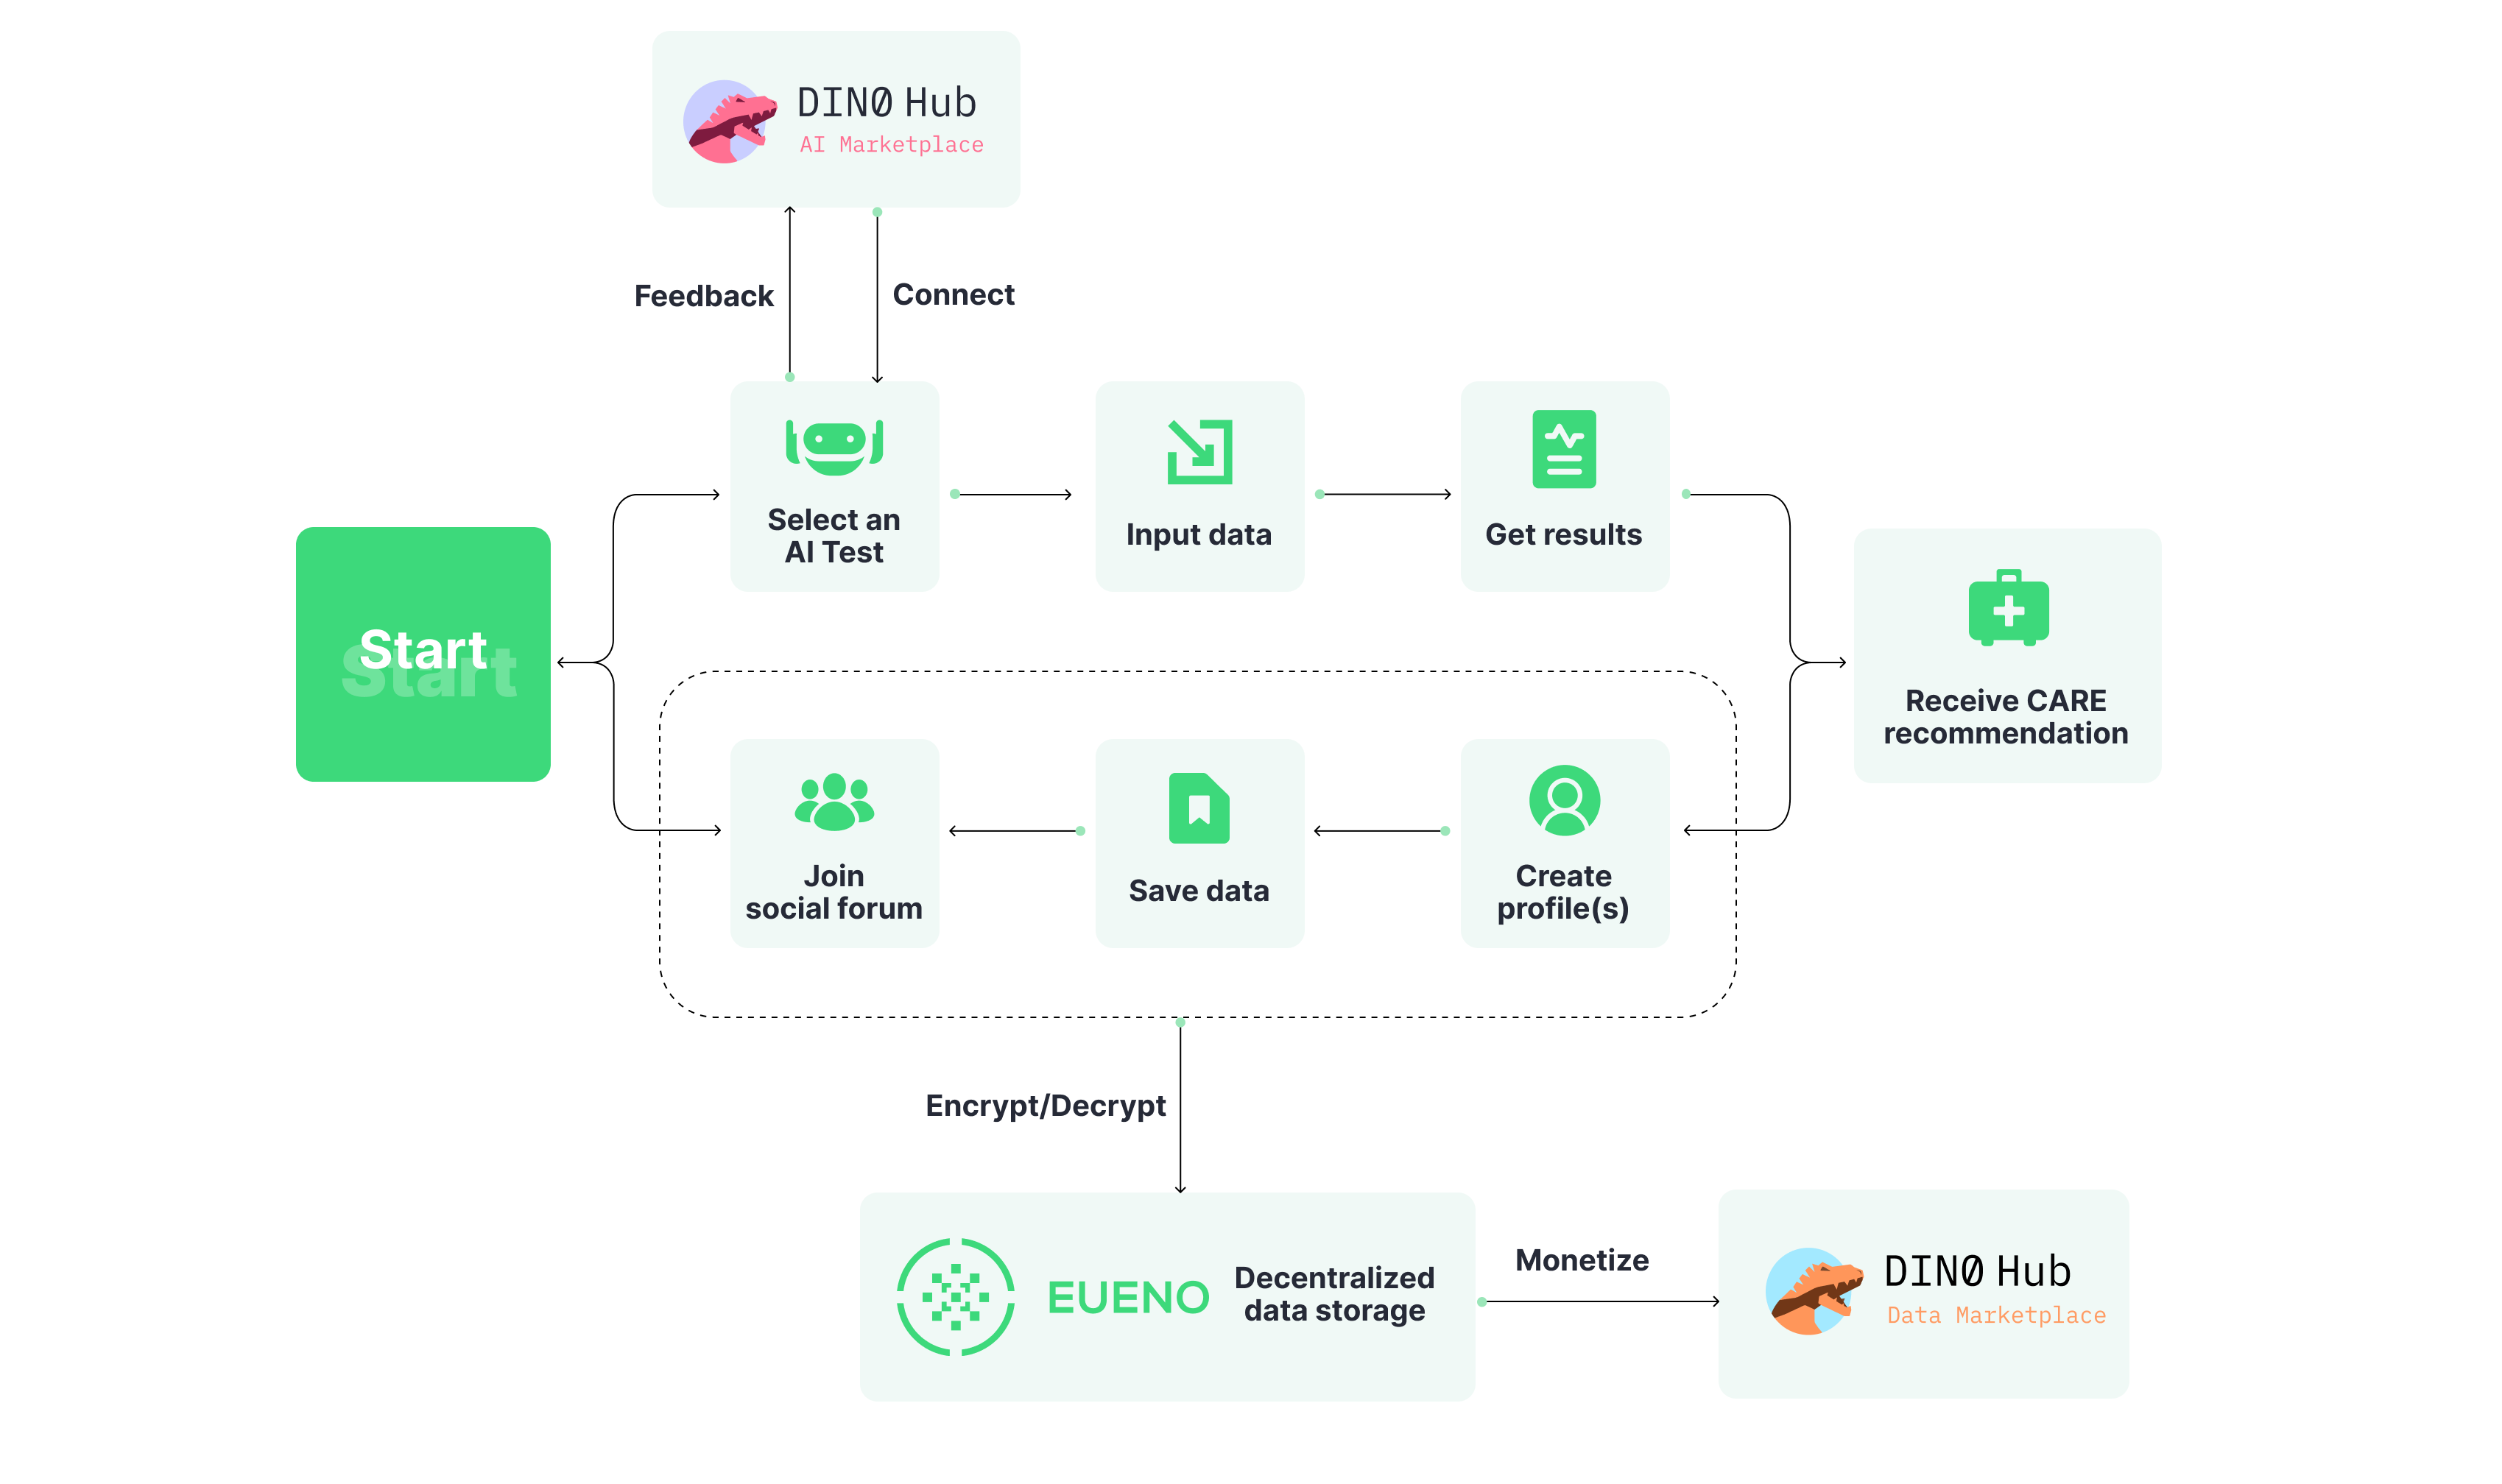 DIN0 Hub
AI Marketplace
Feedback
Connect
Select an
AI Test
Input data
Get results
Start
Start
Receive CARE
recommendation
Join
social forum
Save data
Create
profile(s)
Encrypt/Decrypt
EUENO
Decentralized
data storage
Monetize
DIN0 Hub
Data Marketplace